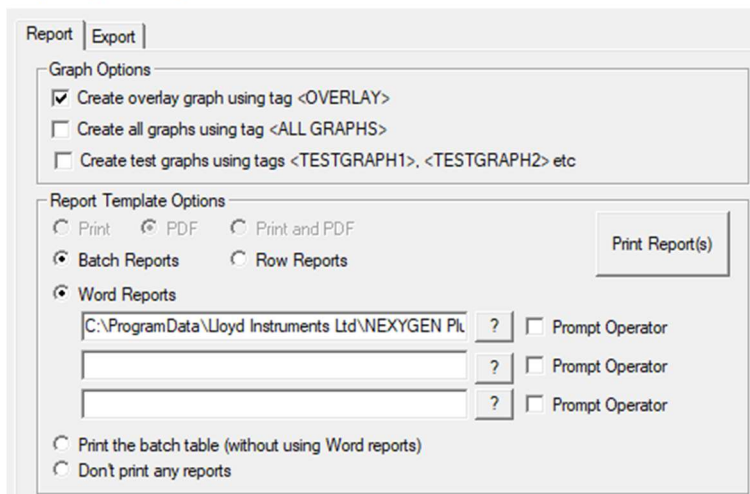 Report Export
Graph Options
Create overlay graph using tag <OVERLAY>
Create all graphs using tag <ALL GRAPHS>
Create test graphs using tags <TESTGRAPH1>, <TESTGRAPH2> etc
Report Template Options
Print PDF Print and PDF
Print Report(s)
Batch Reports Row Reports
Word Reports
C:\ProgramData\Lloyd Instruments Ltd\NEXYGEN Plu ? Prompt Operator
? Prompt Operator
? Prompt Operator
Print the batch table (without using Word reports)
Don't print any reports